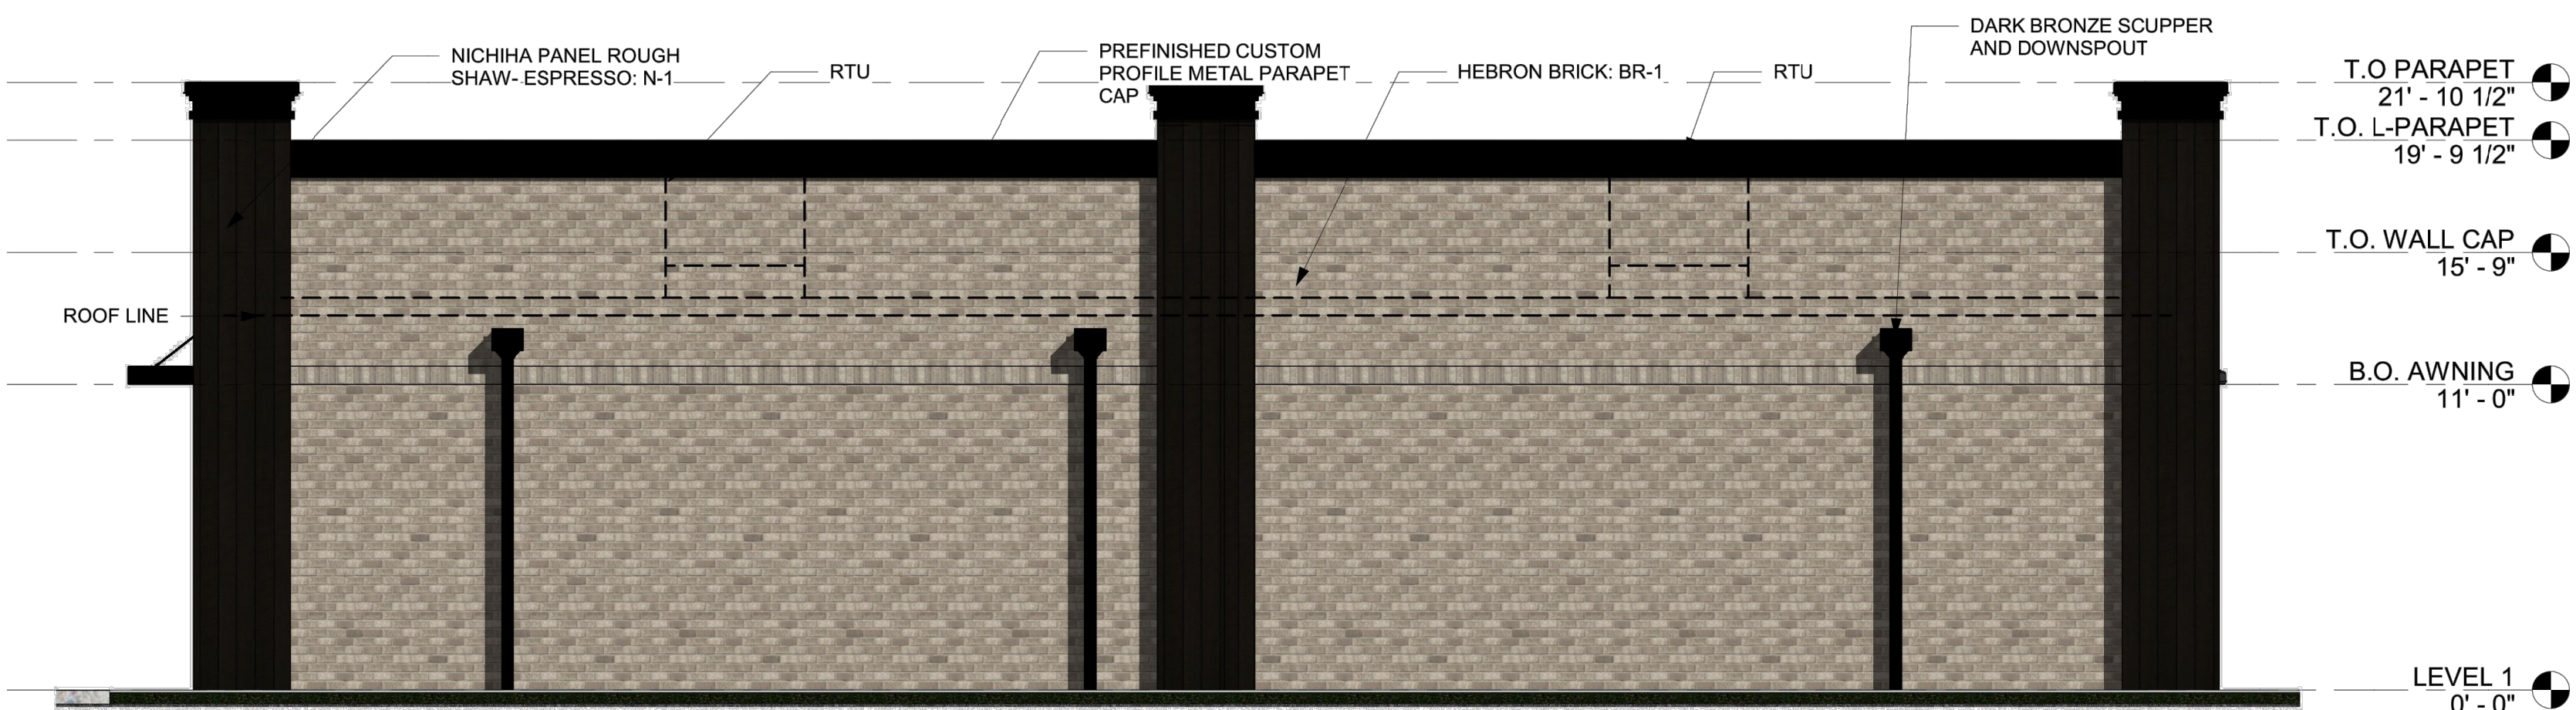 DARK BRONZE SCUPPER
AND DOWNSPOUT
NICHIHA PANEL ROUGH
SHAW- ESPRESSO: N-1
RTU
PREFINISHED CUSTOM
PROFILE METAL PARAPET
CAP
HEBRON BRICK: BR-1
RTU
T.O PARAPET
21' - 10 1/2"
T.O. L-PARAPET
19' - 9 1/2"
T.O. WALL CAP
15' - 9"
ROOF LINE
B.O. AWNING
11' - 0"
LEVEL 1
0' - 0"